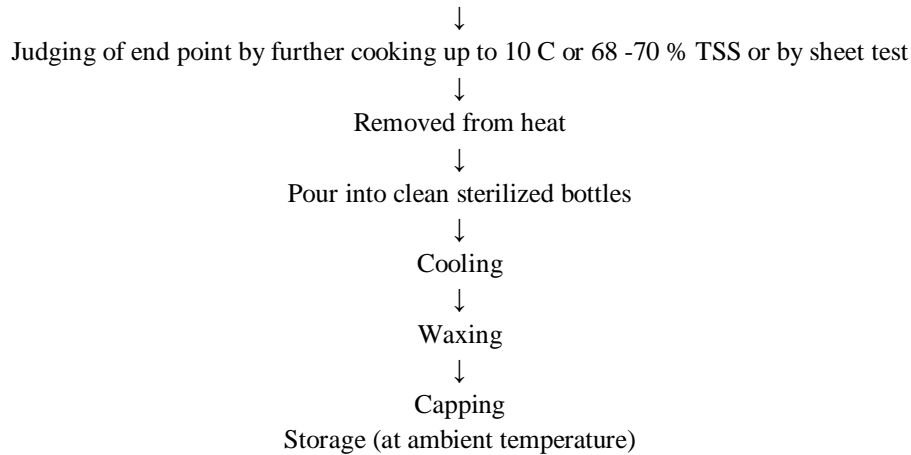 ↓
Judging of end point by further cooking up to 10 C or 68 -70 % TSS or by sheet test
↓
Removed from heat
↓
Pour into clean sterilized bottles
↓
Cooling
↓
Waxing
↓
Capping
Storage (at ambient temperature)